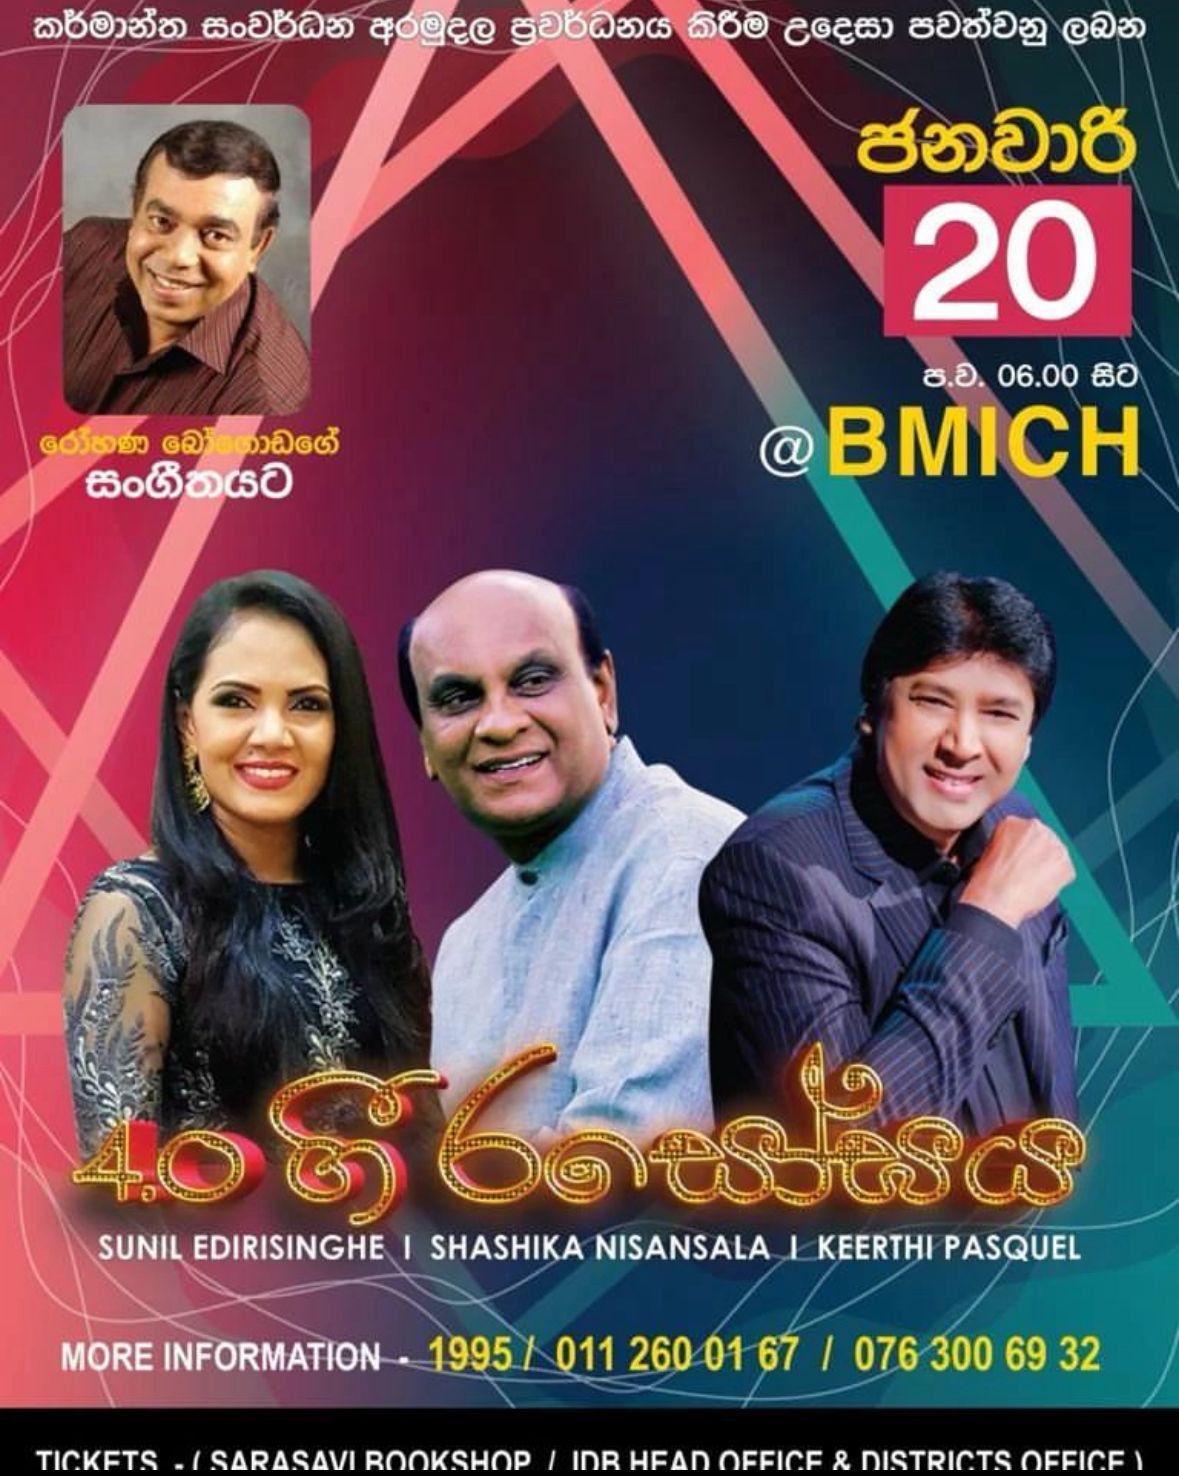 කර්මාන්ත සංවර්ධන අරමුදල ප්‍රවර්ධනය කිරීම උදෙසා පවත්වනු ලබන
ජනවාරි
20
ප.ව. 06.00 සිට
@BMICH
රෝහණ බෝගොඩගේ
සංගීතයට
4.0 ගී රසෝසය
SUNIL EDIRISINGHE I SHASHIKA NISANSALA I KEERTHI PASQUEL
MORE INFORMATION - 1995 / 011 260 01 67 / 076 300 69 32
TICKETS - ( SARASAVI BOOKSHOP / IDB HEAD OFFICE & DISTRICTS OFFICE )